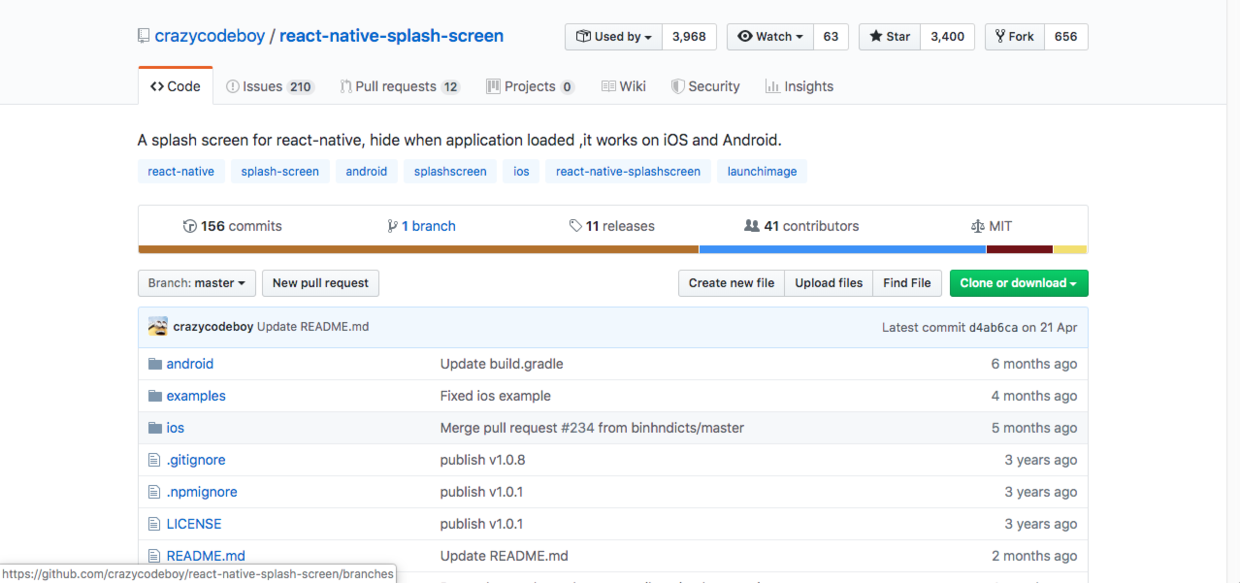 crazycodeboy / react-native-splash-screen
Used by 3,968 Watch 63 Star 3,400 Fork 656
Code Issues 210 Pull requests 12 Projects 0 Wiki Security Insights
A splash screen for react-native, hide when application loaded ,it works on iOS and Android.
react-native splash-screen android splashscreen ios react-native-splashscreen launchimage
156 commits 1 branch 11 releases 41 contributors MIT
Branch: master New pull request Create new file Upload files Find File Clone or download
crazycodeboy Update README.md Latest commit d4ab6ca on 21 Apr
android Update build.gradle 6 months ago
examples Fixed ios example 4 months ago
ios Merge pull request #234 from binhndicts/master 5 months ago
.gitignore publish v1.0.8 3 years ago
.npmignore publish v1.0.1 3 years ago
LICENSE publish v1.0.1 3 years ago
README.md Update README.md 2 months ago
https://github.com/crazycodeboy/react-native-splash-screen/branches